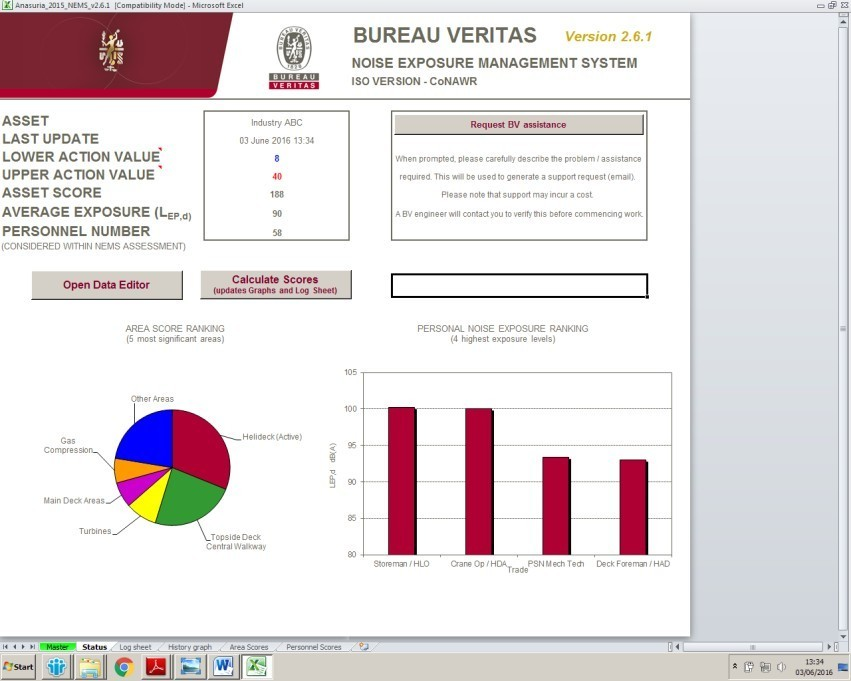 Anasuria_2015_NEMS_v2.6.1 [Compatibility Mode] - Microsoft Excel
BUREAU VERITAS
Version 2.6.1
NOISE EXPOSURE MANAGEMENT SYSTEM
ISO VERSION - CoNAWR
BUREAU
VERITAS
ASSET
Industry ABC
LAST UPDATE
03 June 2016 13:34
LOWER ACTION VALUE
8
UPPER ACTION VALUE
40
ASSET SCORE
188
AVERAGE EXPOSURE (LEP,d)
90
PERSONNEL NUMBER
58
(CONSIDERED WITHIN NEMS ASSESSMENT)
Request BV assistance
When prompted, please carefully describe the problem / assistance
required. This will be used to generate a support request (email).
Please note that support may incur a cost.
A BV engineer will contact you to verify this before commencing work.
Open Data Editor
Calculate Scores
(updates Graphs and Log Sheet)
AREA SCORE RANKING
(5 most significant areas)
Other Areas
Helideck (Active)
Gas
Compression
Main Deck Areas
Turbines
Topside Deck
Central Walkway
PERSONAL NOISE EXPOSURE RANKING
(4 highest exposure levels)
105
100
95
90
85
80
LEP,d dB(A)
Storeman / HLO
Crane Op / HDA
PSN Mech Tech
Deck Foreman / HAD
Trade
Master
Status
Log sheet
History graph
Area Scores
Personnel Scores
Start
13:34
03/06/2016